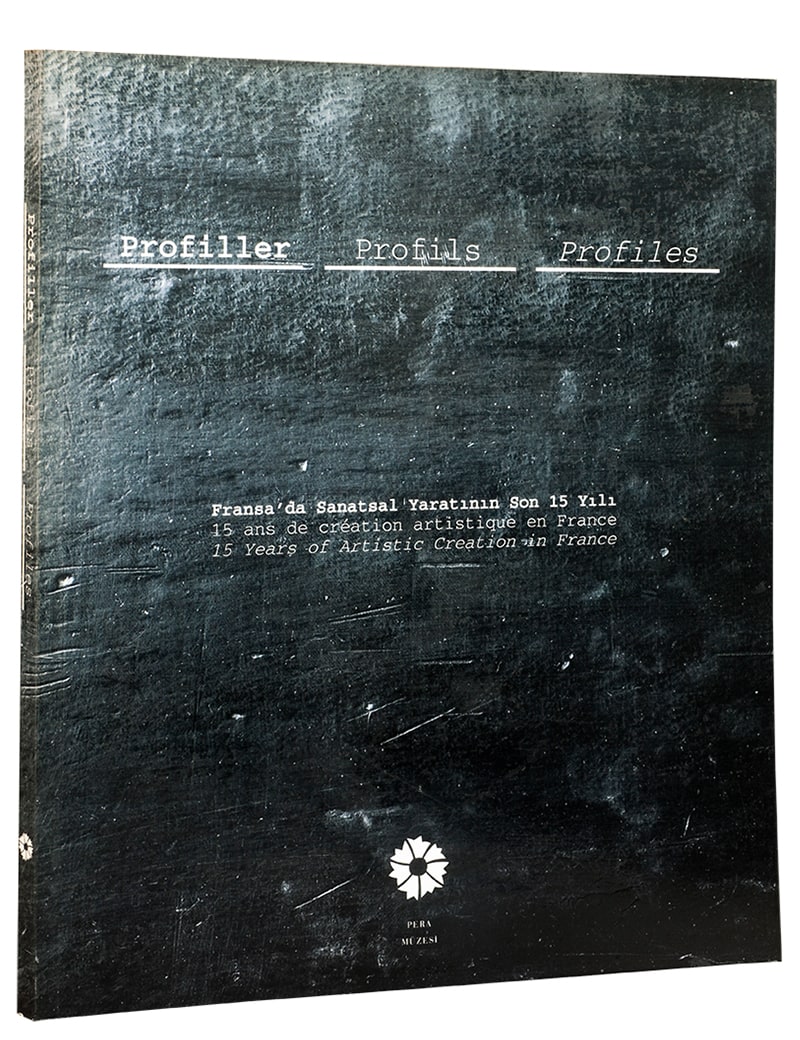 Profiller Profils Profiles
Fransa'da Sanatsal Yaratının Son 15 Yılı
15 ans de création artistique en France
15 Years of Artistic Creation in France
PERA
MÜZESİ
Profiller Profils Profiles